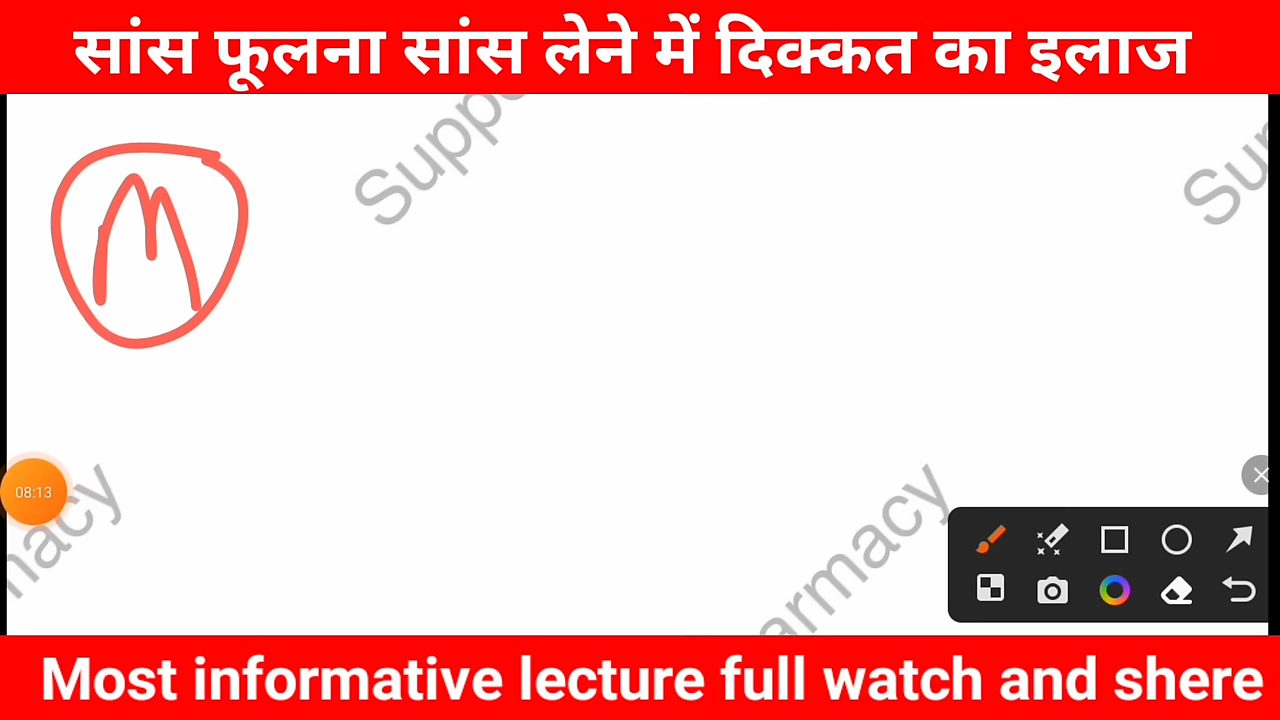 सांस फूलना सांस लेने में दिक्कत का इलाज
M
08:13
Most informative lecture full watch and shere